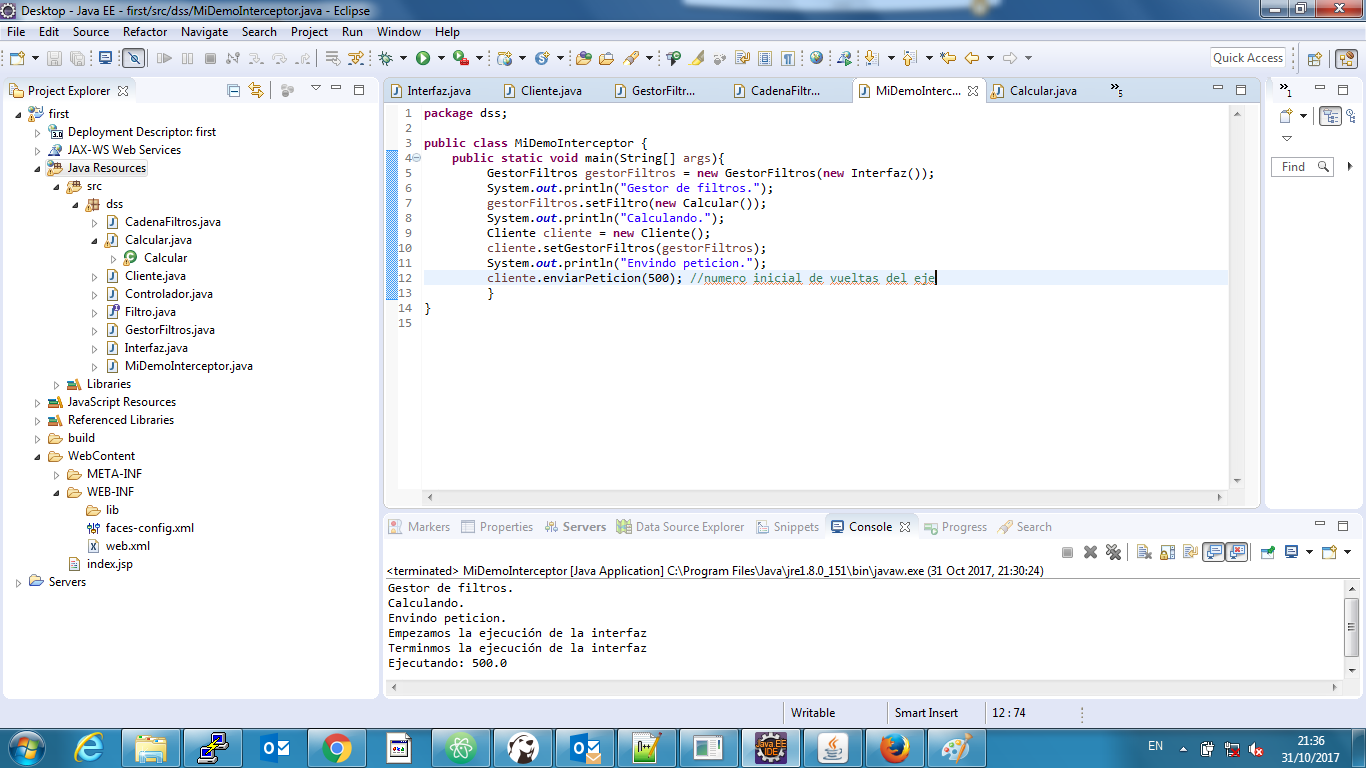 Desktop - Java EE - first/src/dss/MiDemoInterceptor.java - Eclipse
File Edit Source Refactor Navigate Search Project Run Window Help
Quick Access
Project Explorer
first
Deployment Descriptor: first
JAX-WS Web Services
Java Resources
src
dss
CadenaFiltros.java
Calcular.java
Calcular
Cliente.java
Controlador.java
Filtro.java
GestorFiltros.java
Interfaz.java
MiDemoInterceptor.java
Libraries
JavaScript Resources
Referenced Libraries
build
WebContent
META-INF
WEB-INF
lib
faces-config.xml
web.xml
index.jsp
Servers
Interfaz.java Cliente.java GestorFiltr... CadenaFiltr... MiDemoInterc... Calcular.java »5
1 package dss;
2
3 public class MiDemoInterceptor {
4 public static void main(String[] args){
5 GestorFiltros gestorFiltros = new GestorFiltros(new Interfaz());
6 System.out.println("Gestor de filtros.");
7 gestorFiltros.setFiltro(new Calcular());
8 System.out.println("Calculando.");
9 Cliente cliente = new Cliente();
10 cliente.setGestorFiltros(gestorFiltros);
11 System.out.println("Envindo peticion.");
12 cliente.enviarPeticion(500); //numero inicial de vueltas del eje
13 }
14 }
15
»1
Find
Markers Properties Servers Data Source Explorer Snippets Console Progress Search
<terminated> MiDemoInterceptor [Java Application] C:\Program Files\Java\jre1.8.0_151\bin\javaw.exe (31 Oct 2017, 21:30:24)
Gestor de filtros.
Calculando.
Envindo peticion.
Empezamos la ejecución de la interfaz
Terminmos la ejecución de la interfaz
Ejecutando: 500.0
Writable Smart Insert 12 : 74
Java EE
IDE
EN
21:36
31/10/2017